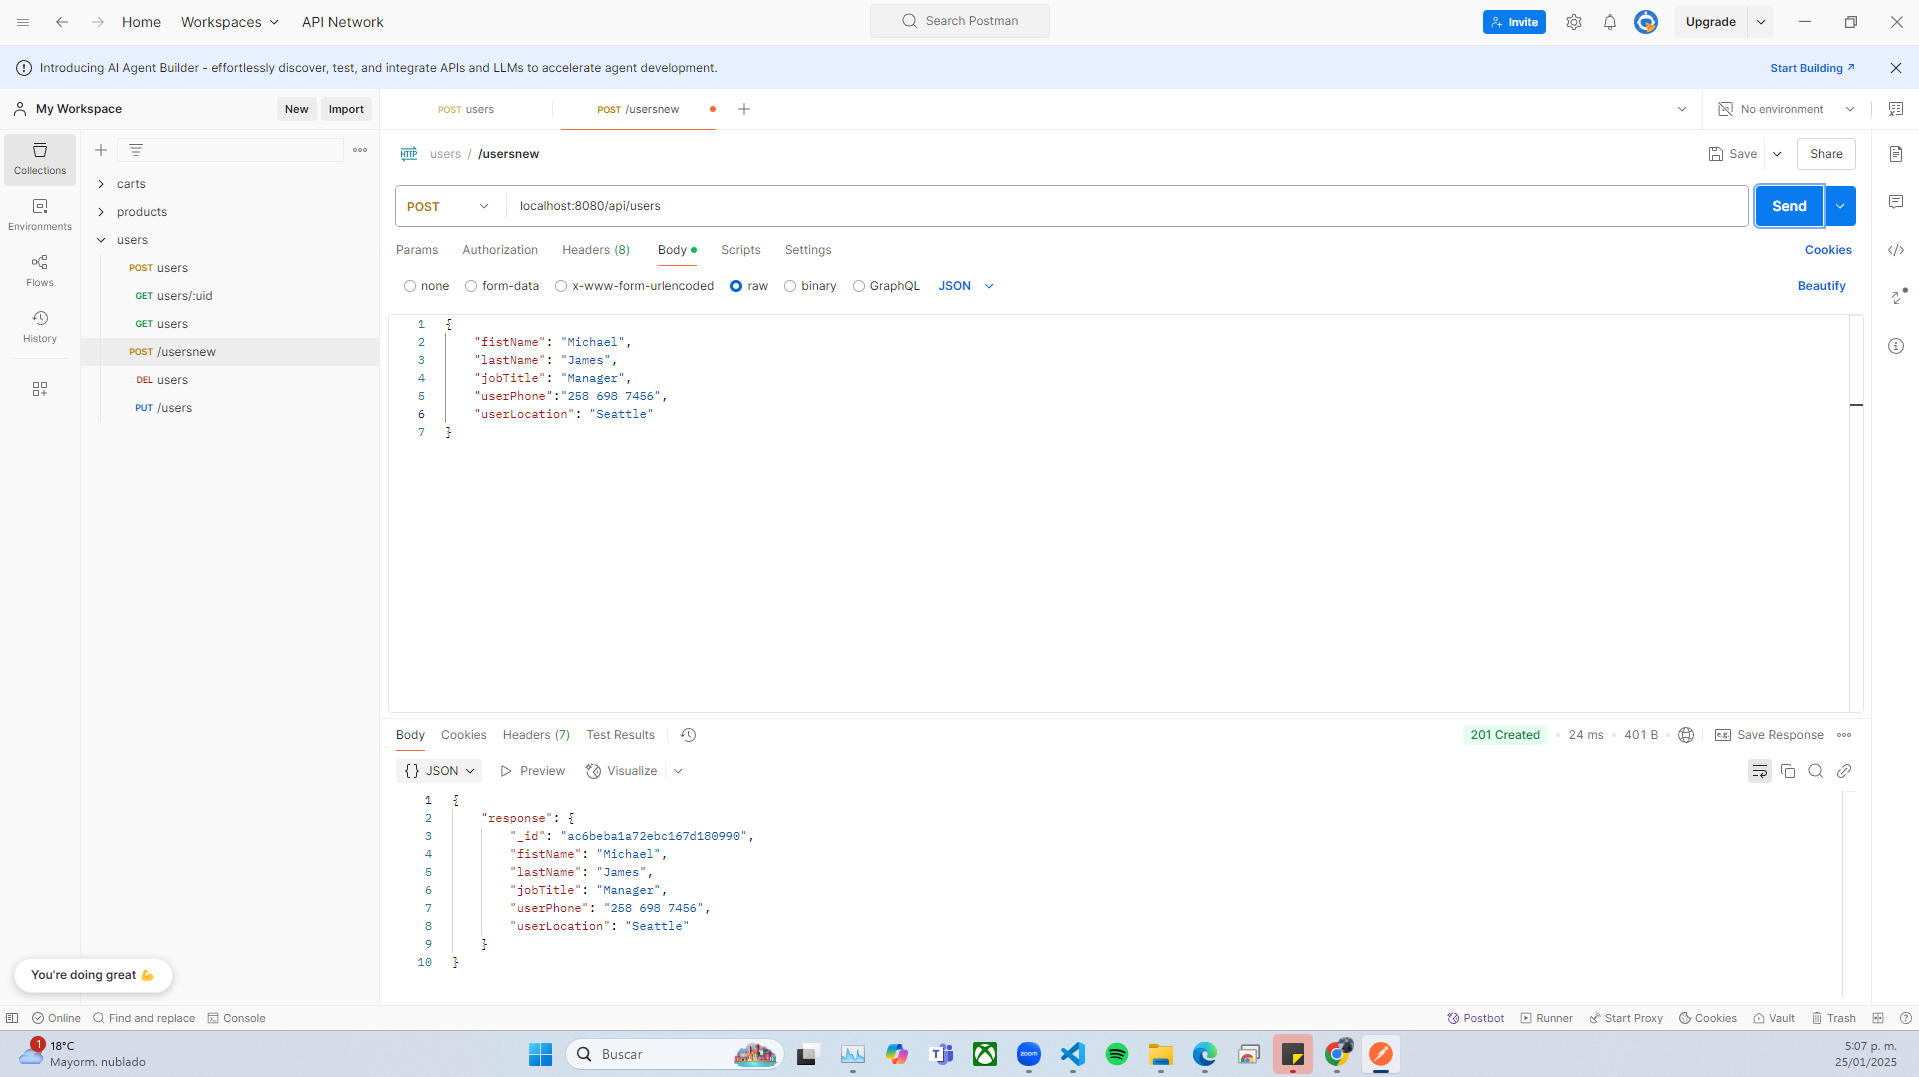 Home Workspaces API Network Search Postman Invite Upgrade
Introducing AI Agent Builder - effortlessly discover, test, and integrate APIs and LLMs to accelerate agent development. Start Building
My Workspace New Import
POST users POST /usersnew No environment
Collections
Environments
Flows
History
carts
products
users
POST users
GET users/:uid
GET users
POST /usersnew
DEL users
PUT /users
HTTP users / /usersnew Save Share
POST localhost:8080/api/users Send
Params Authorization Headers (8) Body Scripts Settings Cookies
none form-data x-www-form-urlencoded raw binary GraphQL JSON Beautify
1 {
2 "fistName": "Michael",
3 "lastName": "James",
4 "jobTitle": "Manager",
5 "userPhone":"258 698 7456",
6 "userLocation": "Seattle"
7 }
Body Cookies Headers (7) Test Results 201 Created 24 ms 401 B e.g. Save Response
{} JSON Preview Visualize
1 {
2 "response": {
3 "_id": "ac6beba1a72ebc167d180990",
4 "fistName": "Michael",
5 "lastName": "James",
6 "jobTitle": "Manager",
7 "userPhone": "258 698 7456",
8 "userLocation": "Seattle"
9 }
10 }
You're doing great 💪
Online Find and replace Console Postbot Runner Start Proxy Cookies Vault Trash
1 18°C
Mayorm. nublado
Buscar
zoom
5:07 p. m.
25/01/2025